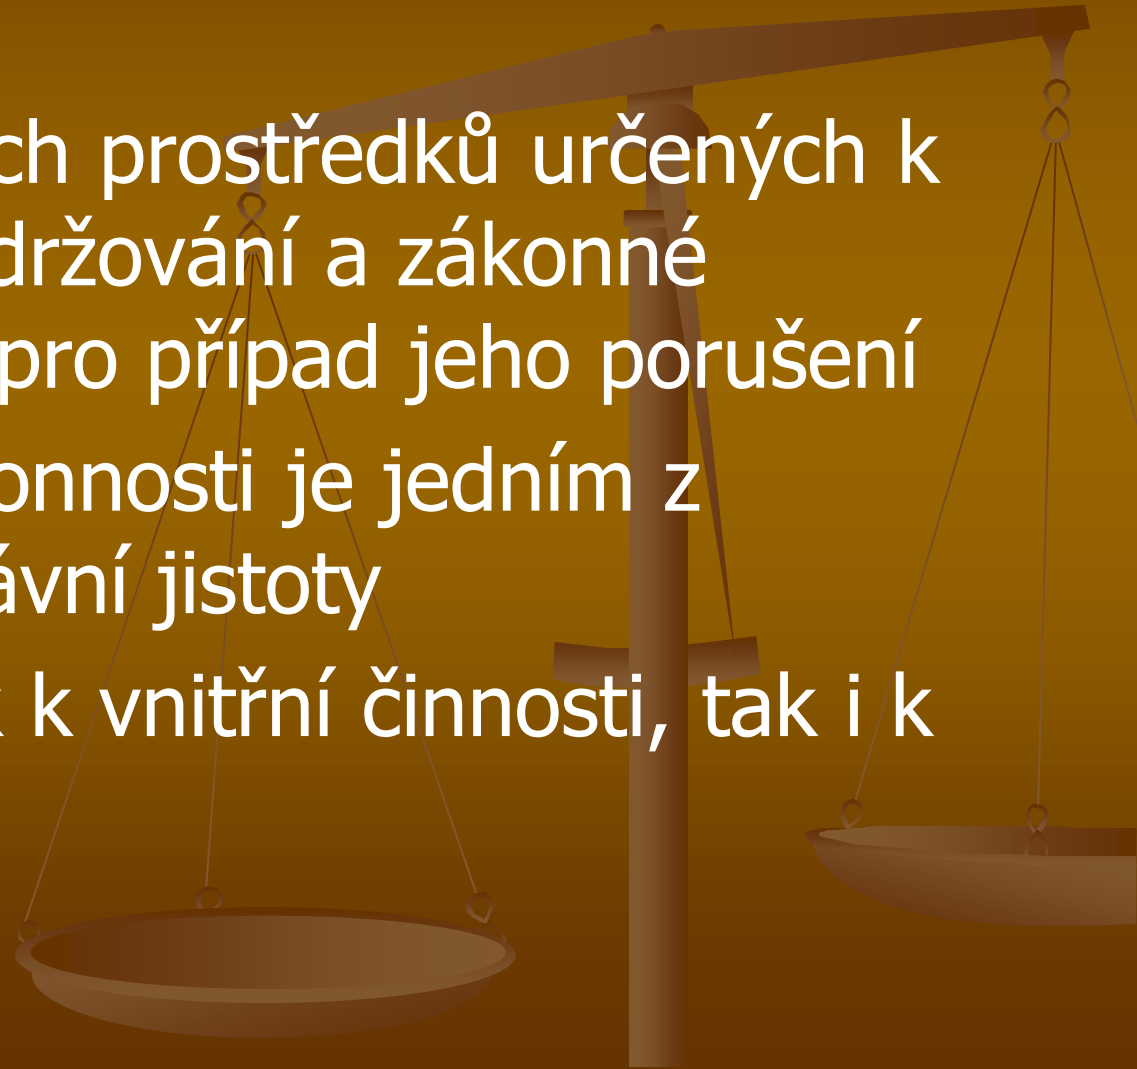 ch prostředků určených k
držování a zákonné
pro případ jeho porušení
onnosti je jedním z
ávní jistoty
k vnitřní činnosti, tak i k